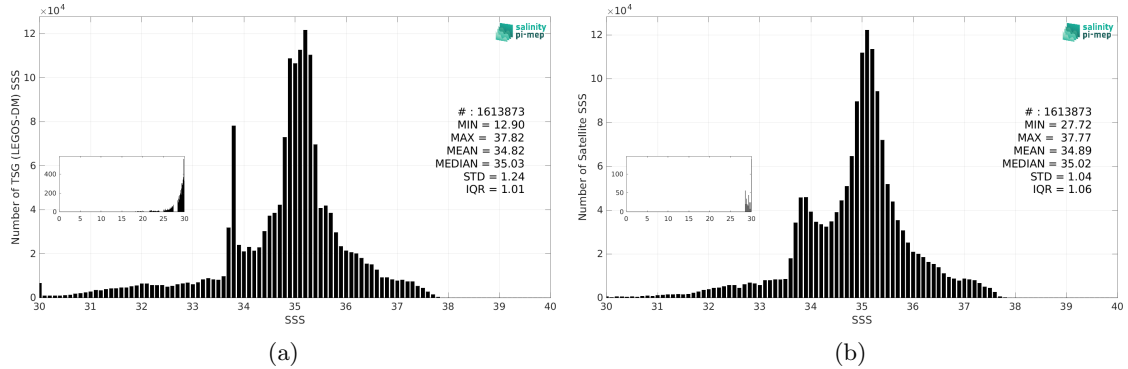 ×10⁴
salinity
pi-mep
12
10
8
6
4
2
0
Number of TSG (LEGOS-DM) SSS
# : 1613873
MIN = 12.90
MAX = 37.82
MEAN = 34.82
MEDIAN = 35.03
STD = 1.24
IQR = 1.01
400
200
0
0 5 10 15 20 25 30
30 31 32 33 34 35 36 37 38 39 40
SSS
(a)
×10⁴
salinity
pi-mep
12
10
8
6
4
2
0
Number of Satellite SSS
# : 1613873
MIN = 27.72
MAX = 37.77
MEAN = 34.89
MEDIAN = 35.02
STD = 1.04
IQR = 1.06
100
50
0
0 5 10 15 20 25 30
30 31 32 33 34 35 36 37 38 39 40
SSS
(b)